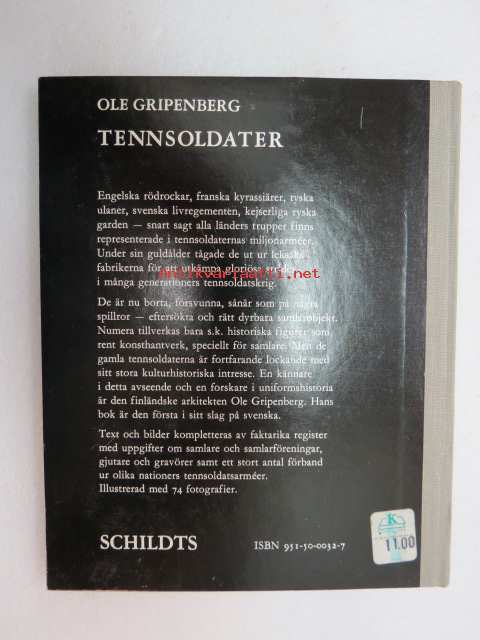 OLE GRIPENBERG
TENNSOLDATER
Engelska rödrockar, franska kyrassiärer, tyska
ulaner, svenska livregementen, kejserliga ryska
garden — snart sagt alla länders trupper finns
representerade i tennsoldaternas miljonarméer.
Under sin guldålder tågade de ut ur leksaks-
fabrikerna för att utkämpa gloriösa strider
i många generationers tennsoldatskrig.
De är nu borta, försvunna, sånär som på några
spillror — eftersökta och rätt dyrbara samlarobjekt.
Numera tillverkas bara s.k. historiska figurer som
rent konsthantverk, speciellt för samlare. Men de
gamla tennsoldaterna är fortfarande lockande med
sitt stora kulturhistoriska intresse. En kännare
i detta avseende och en forskare i uniformshistoria
är den finländske arkitekten Ole Gripenberg. Hans
bok är den första i sitt slag på svenska.
Text och bilder kompletteras av faktarika register
med uppgifter om samlare och samlarföreningar,
gjutare och gravörer samt ett stort antal förband
ur olika nationers tennsoldatsarméer.
Illustrerad med 74 fotografier.
SCHILDTS
ISBN 951-50-0032-7
K
11.00